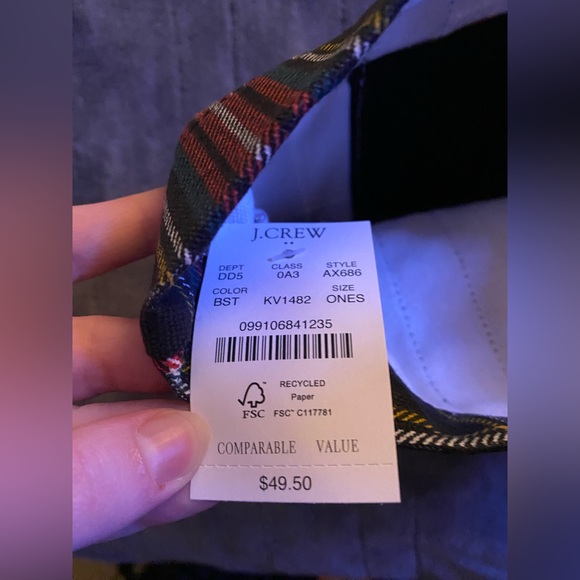 J.CREW
DEPT CLASS STYLE
DD5 0A3 AX686
COLOR SIZE
BST KV1482 ONES
099106841235
RECYCLED
Paper
FSC™ C117781
FSC
COMPARABLE VALUE
$49.50